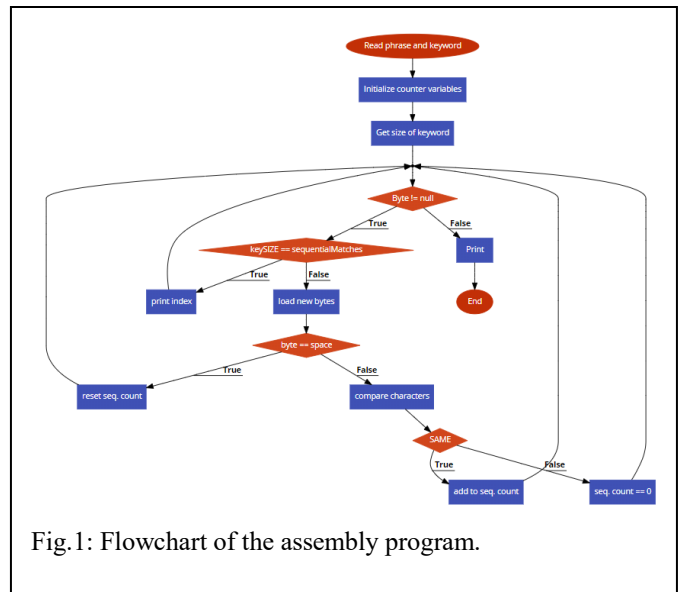 Read phrase and keyword
Initialize counter variables
Get size of keyword
Byte != null
True
False
keySIZE == sequentialMatches
Print
True
False
print index
load new bytes
End
byte == space
True
False
reset seq. count
compare characters
SAME
True
False
add to seq. count
seq. count == 0
Fig.1: Flowchart of the assembly program.